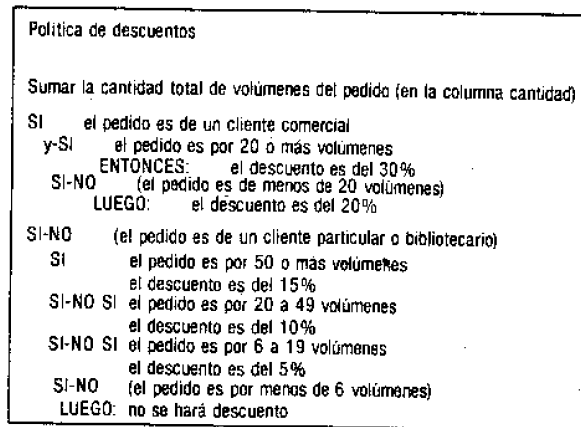 Política de descuentos
Sumar la cantidad total de volúmenes del pedido (en la columna cantidad)
SI el pedido es de un cliente comercial
y-SI el pedido es por 20 o más volúmenes
ENTONCES: el descuento es del 30%
SI-NO (el pedido es de menos de 20 volúmenes)
LUEGO: el descuento es del 20%
SI-NO (el pedido es de un cliente particular o bibliotecario)
SI el pedido es por 50 o más volúmenes
el descuento es del 15%
SI-NO SI el pedido es por 20 a 49 volúmenes
el descuento es del 10%
SI-NO SI el pedido es por 6 a 19 volúmenes
el descuento es del 5%
SI-NO (el pedido es por menos de 6 volúmenes)
LUEGO: no se hará descuento